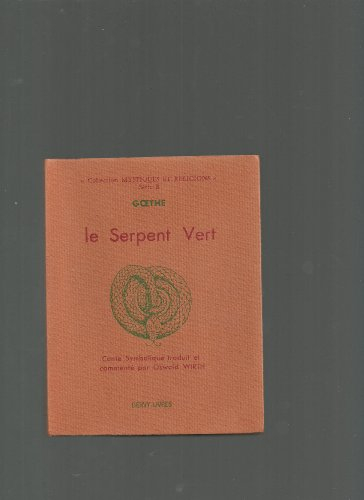 « Collection MYSTIQUES ET RELIGIONS »
Série B
GŒTHE
le Serpent Vert
Conte Symbolique traduit et
commenté par Oswald WIRTH
DERVY-LIVRES